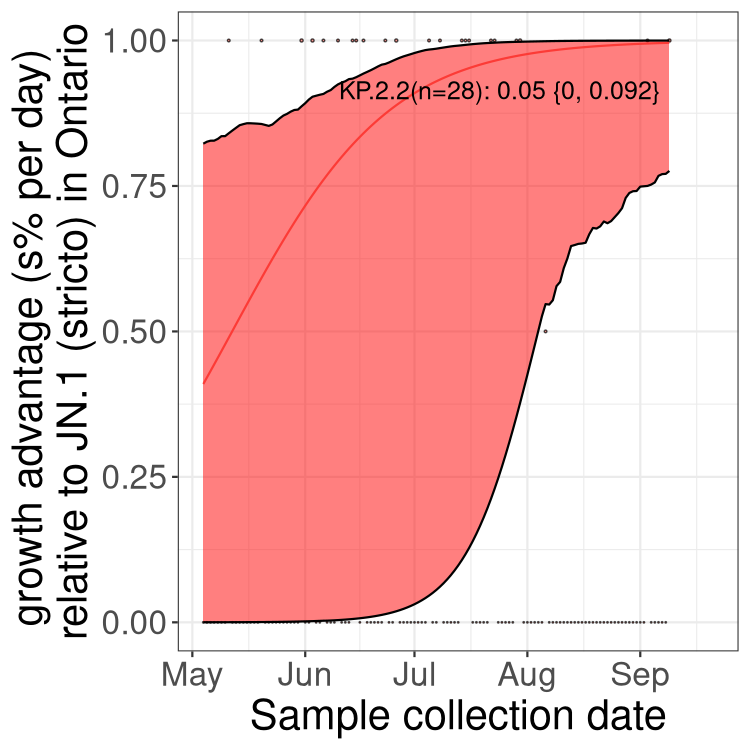 growth advantage (s% per day)
relative to JN.1 (stricto) in Ontario
1.00
0.75
0.50
0.25
0.00
KP.2.2(n=28): 0.05 {0, 0.092}
May Jun Jul Aug Sep
Sample collection date